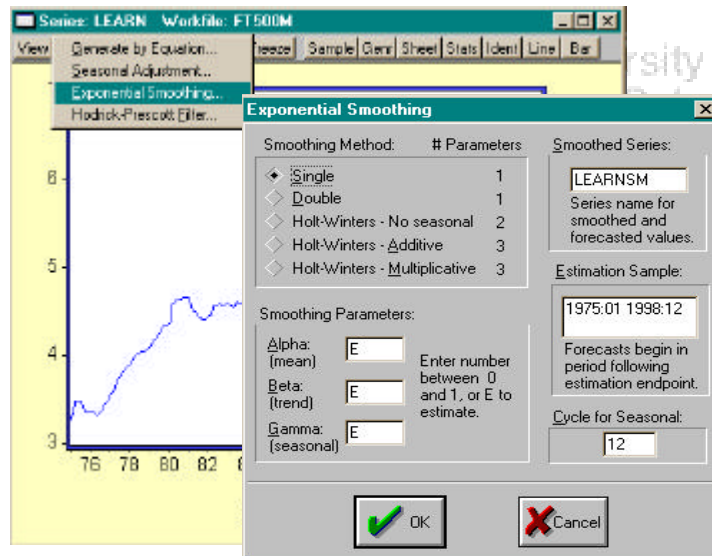 Series: LEARN Workfile: FT500M
View
Freeze Sample Genr Sheet Stats Ident Line Bar
Generate by Equation...
Seasonal Adjustment...
Exponential Smoothing...
Hodrick-Prescott Filter...
6
5
4
3
76 78 80 82
Exponential Smoothing
Smoothing Method: # Parameters
Single 1
Double 1
Holt-Winters - No seasonal 2
Holt-Winters - Additive 3
Holt-Winters - Multiplicative 3
Smoothed Series:
LEARNSM
Series name for
smoothed and
forecasted values.
Estimation Sample:
1975:01 1998:12
Forecasts begin in
period following
estimation endpoint.
Smoothing Parameters:
Alpha: E
(mean)
Beta: E
(trend)
Gamma: E
(seasonal)
Enter number
between 0
and 1, or E to
estimate.
Cycle for Seasonal:
12
OK
Cancel
rsity